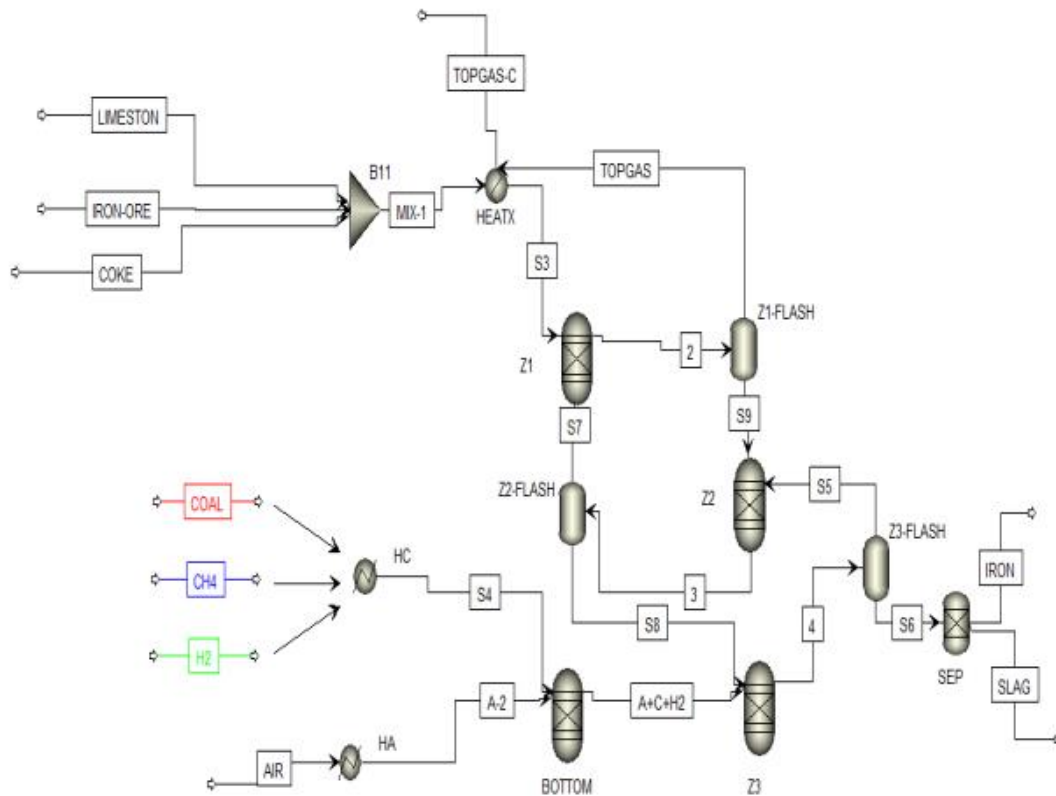 TOPGAS-C
LIMESTON
B11
TOPGAS
IRON-ORE
MIX-1
HEATX
COKE
S3
Z1-FLASH
Z1
2
S7
S9
Z2-FLASH
Z2
S5
COAL
Z3-FLASH
HC
IRON
CH4
S4
3
S8
4
S6
H2
SEP
SLAG
A-2
A+C+H2
HA
AIR
BOTTOM
Z3